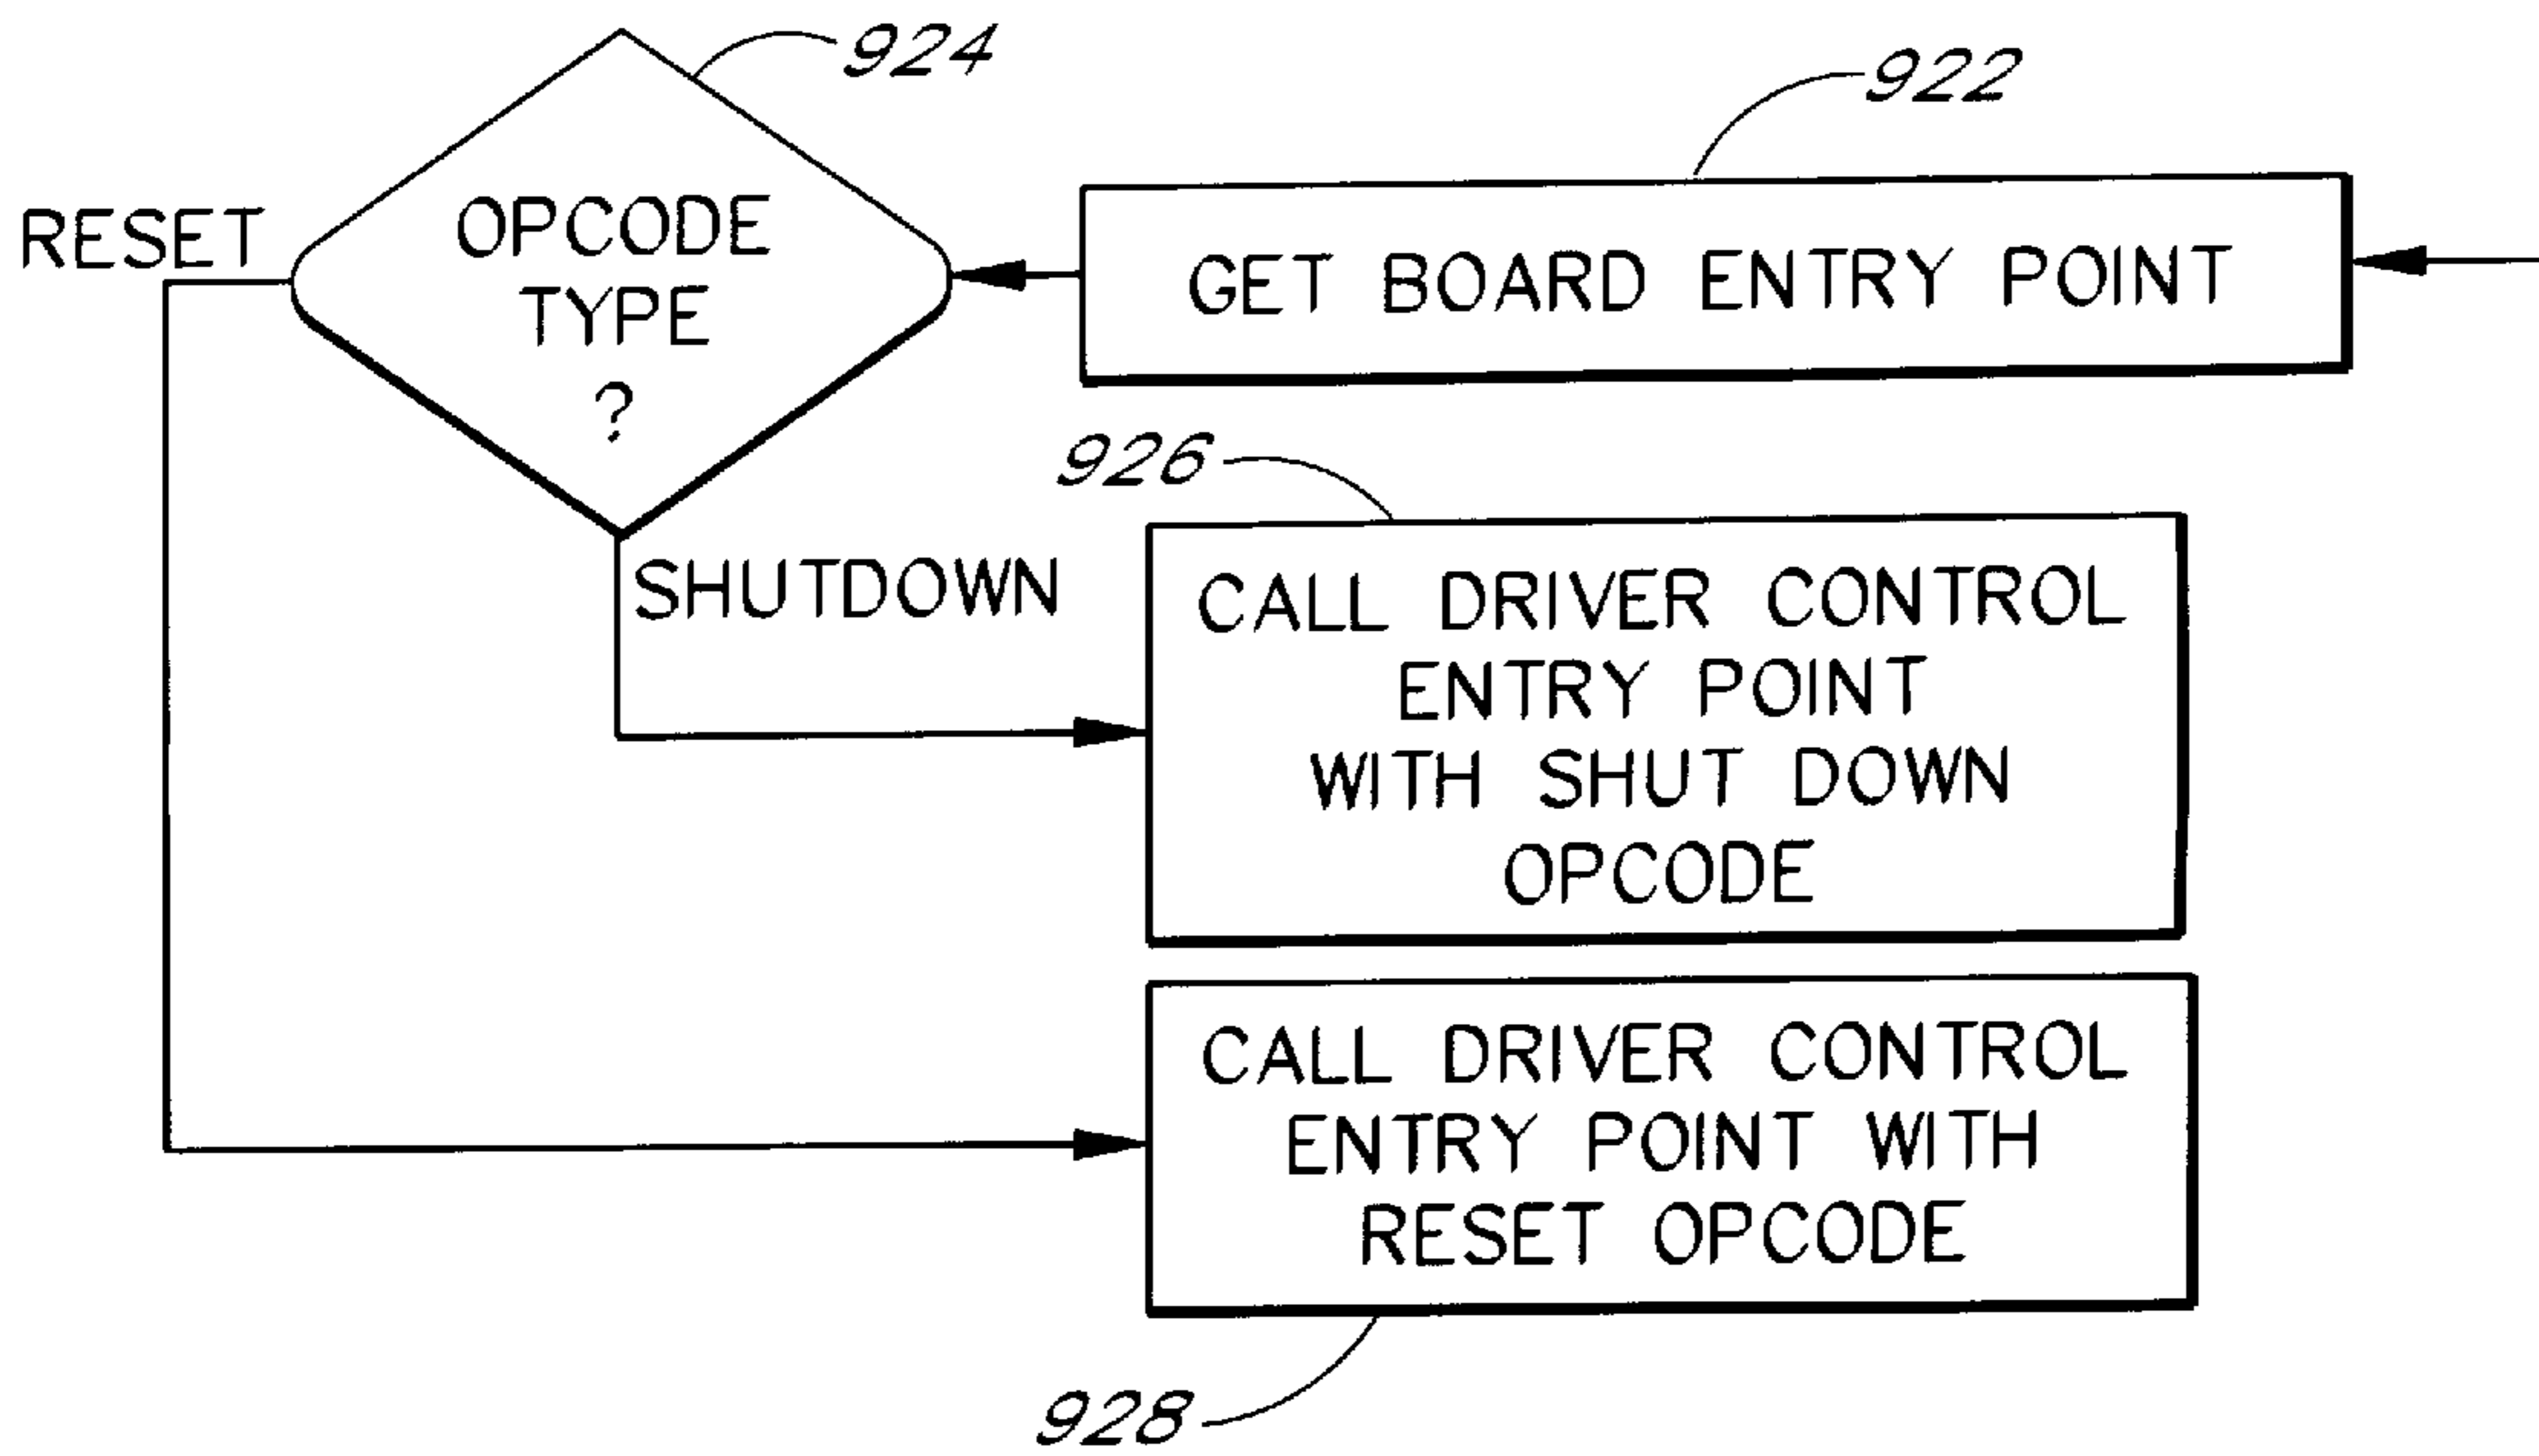 924
922
RESET
OPCODE
TYPE
?
GET BOARD ENTRY POINT
926
SHUTDOWN
CALL DRIVER CONTROL
ENTRY POINT
WITH SHUT DOWN
OPCODE
CALL DRIVER CONTROL
ENTRY POINT WITH
RESET OPCODE
928